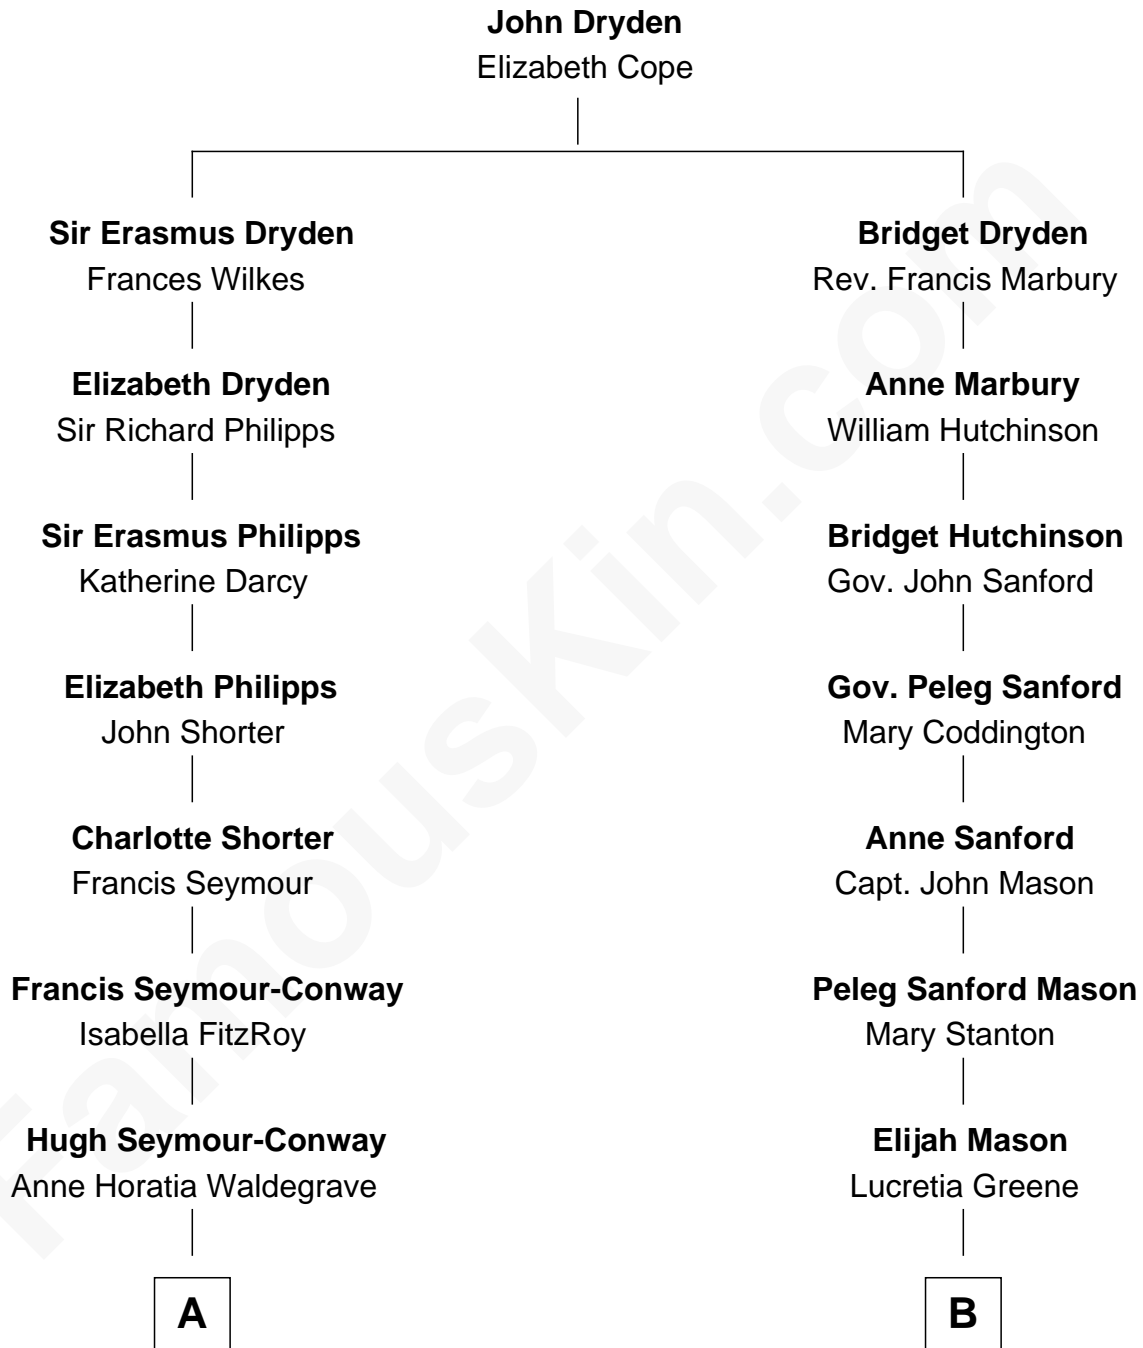 John Dryden
Elizabeth Cope
Sir Erasmus Dryden
Frances Wilkes
Bridget Dryden
Rev. Francis Marbury
Elizabeth Dryden
Sir Richard Philipps
Anne Marbury
William Hutchinson
Sir Erasmus Philipps
Katherine Darcy
Bridget Hutchinson
Gov. John Sanford
Elizabeth Philipps
John Shorter
Gov. Peleg Sanford
Mary Coddington
Charlotte Shorter
Francis Seymour
Anne Sanford
Capt. John Mason
Francis Seymour-Conway
Isabella FitzRoy
Peleg Sanford Mason
Mary Stanton
Hugh Seymour-Conway
Anne Horatia Waldegrave
Elijah Mason
Lucretia Greene
A
B
FamousKin.com